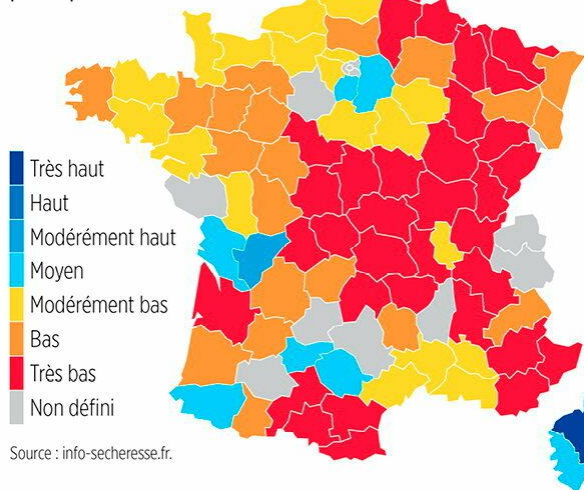 Très haut
Haut
Modérément haut
Moyen
Modérément bas
Bas
Très bas
Non défini
Source : info-secheresse.fr.